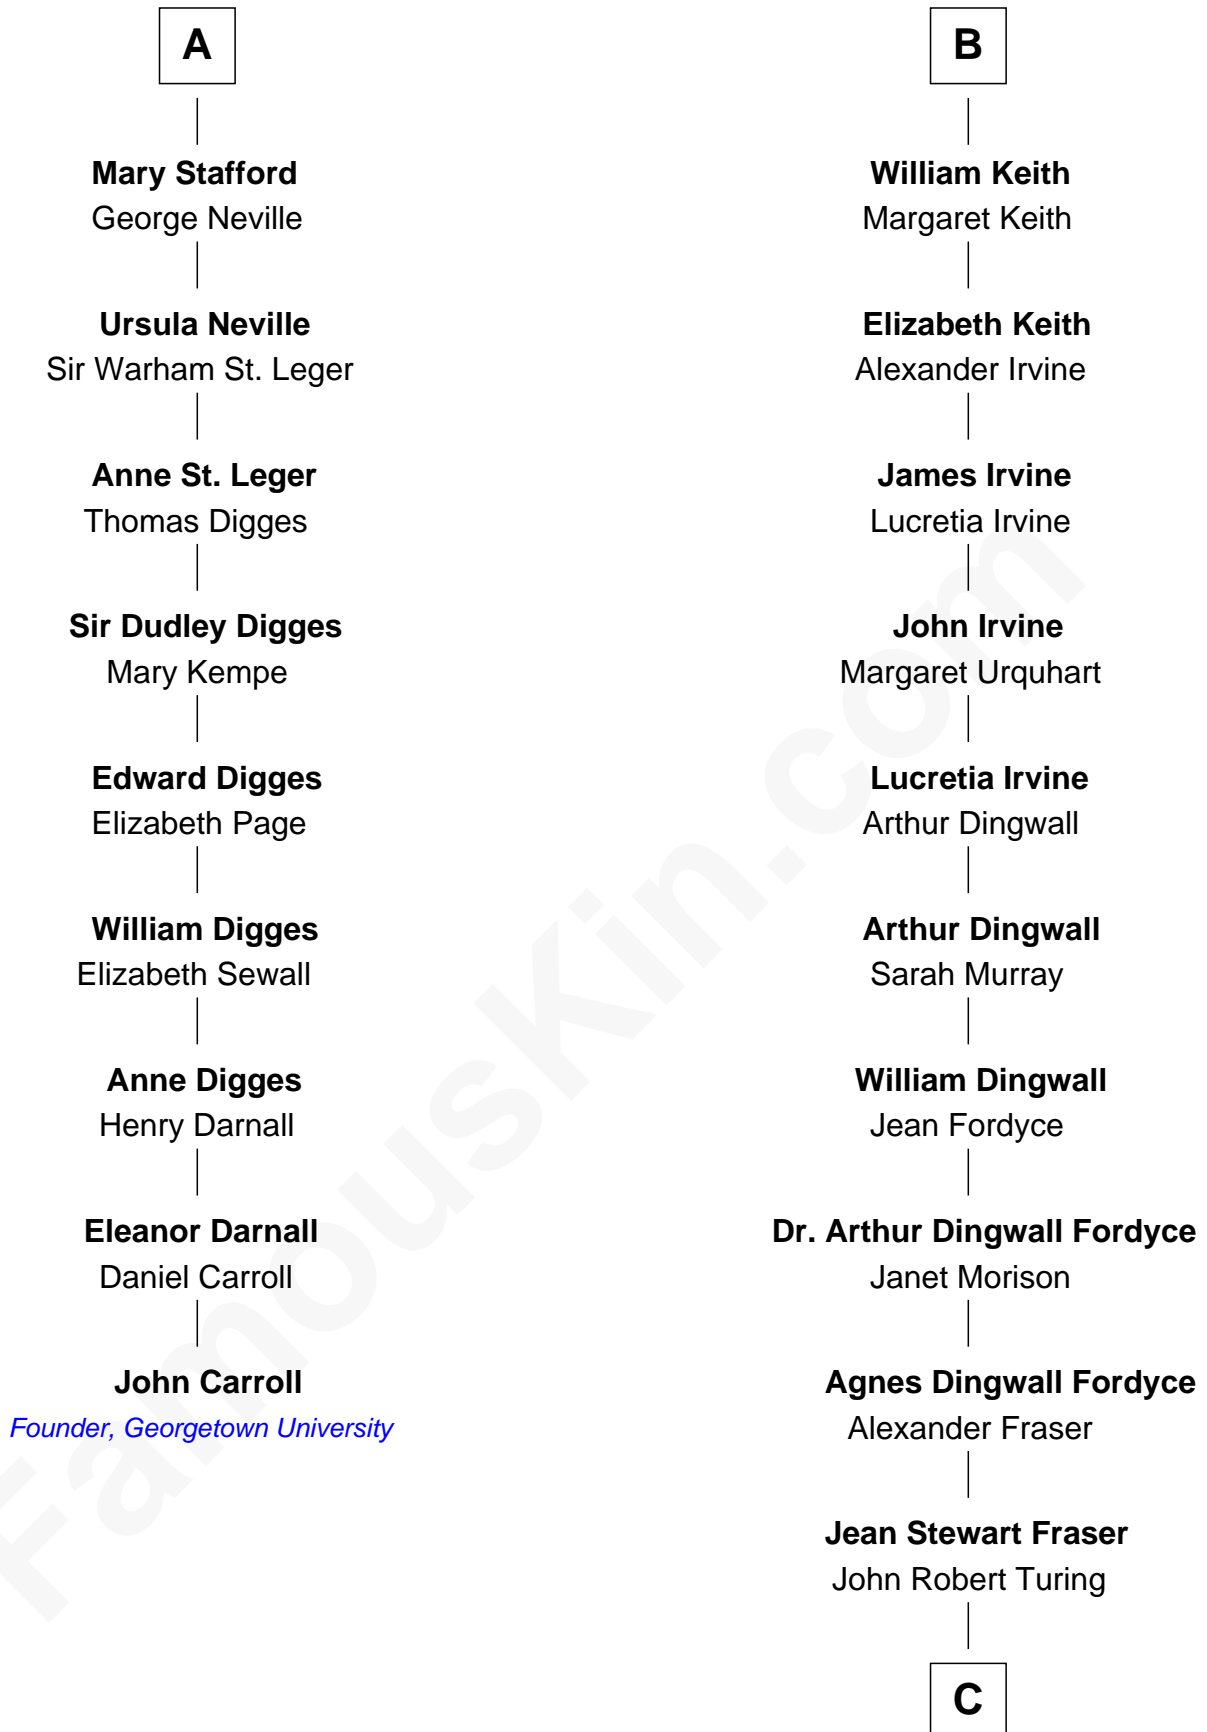 A
Mary Stafford
George Neville
Ursula Neville
Sir Warham St. Leger
Anne St. Leger
Thomas Digges
Sir Dudley Digges
Mary Kempe
Edward Digges
Elizabeth Page
William Digges
Elizabeth Sewall
Anne Digges
Henry Darnall
Eleanor Darnall
Daniel Carroll
John Carroll
Founder, Georgetown University
B
William Keith
Margaret Keith
Elizabeth Keith
Alexander Irvine
James Irvine
Lucretia Irvine
John Irvine
Margaret Urquhart
Lucretia Irvine
Arthur Dingwall
Arthur Dingwall
Sarah Murray
William Dingwall
Jean Fordyce
Dr. Arthur Dingwall Fordyce
Janet Morison
Agnes Dingwall Fordyce
Alexander Fraser
Jean Stewart Fraser
John Robert Turing
C
FamousKin.com